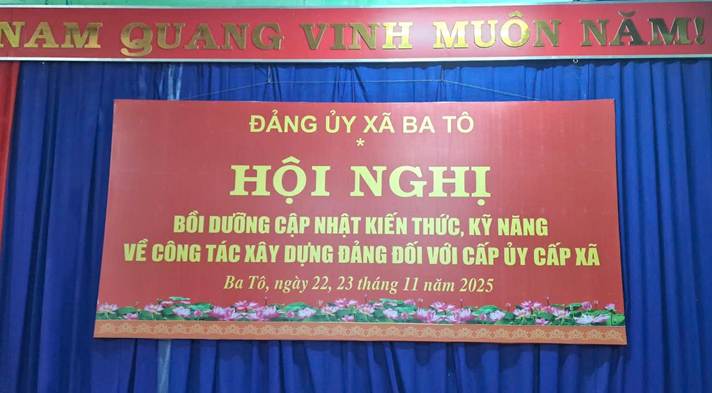 NAM QUANG VINH MUÔN NĂM!
ĐẢNG ỦY XÃ BA TÔ
*
HỘI NGHỊ
BỒI DƯỠNG CẬP NHẬT KIẾN THỨC, KỸ NĂNG
VỀ CÔNG TÁC XÂY DỰNG ĐẢNG ĐỐI VỚI CẤP ỦY CẤP XÃ
Ba Tô, ngày 22, 23 tháng 11 năm 2025